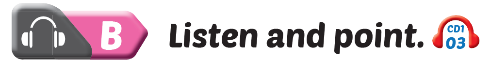 B Listen and point. CD1 03